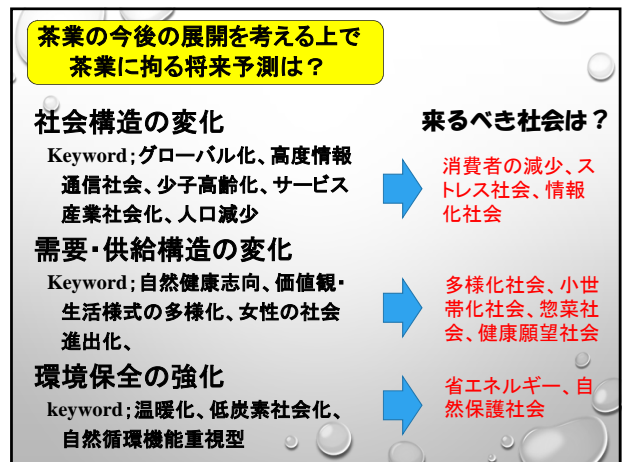 茶業の今後の展開を考える上で
茶業に拘る将来予測は？
社会構造の変化
Keyword；グローバル化、高度情報
通信社会、少子高齢化、サービス
産業社会化、人口減少
需要・供給構造の変化
Keyword；自然健康志向、価値観・
生活様式の多様化、女性の社会
進出化、
環境保全の強化
keyword；温暖化、低炭素社会化、
自然循環機能重視型
来るべき社会は？
消費者の減少、ス
トレス社会、情報
化社会
多様化社会、小世
帯化社会、惣菜社
会、健康願望社会
省エネルギー、自
然保護社会